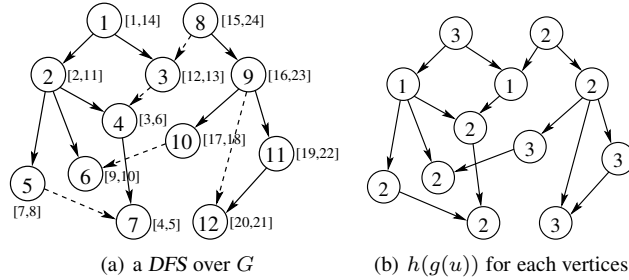 1 [1,14] 8 [15,24]
2 [2,11] 3 [12,13] 9 [16,23]
4 [3,6]
10 [17,18]
11 [19,22]
6 [9,10]
5 [7,8]
7 [4,5] 12 [20,21]
(a) a DFS over G
3 2
1 1 2
2
3
3
2
2
2 3
(b) h(g(u)) for each vertices